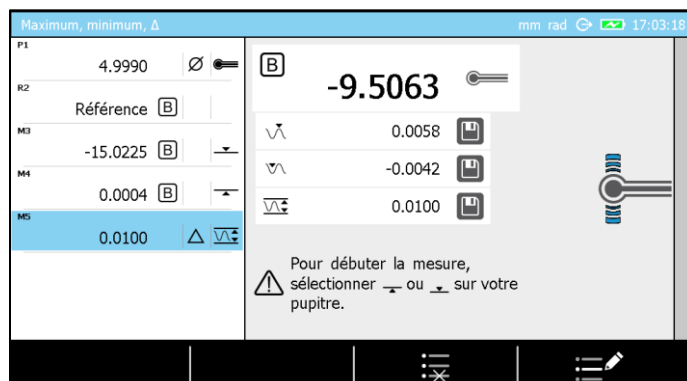 Maximum, minimum, Δ mm rad 17:03:18
P1
4.9990 Ø
R2
Référence B
M3
-15.0225 B
M4
0.0004 B
M5
0.0100 Δ
B
-9.5063
0.0058
-0.0042
0.0100
Pour débuter la mesure,
sélectionner ou sur votre
pupitre.